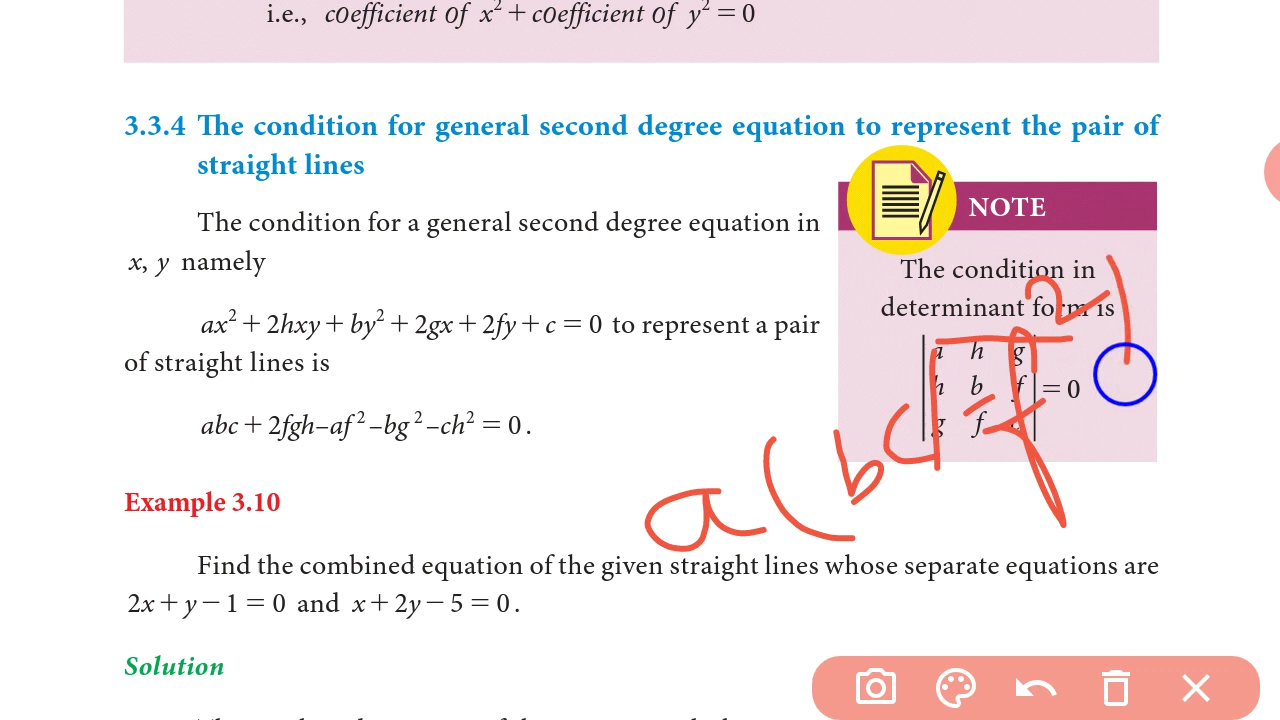 i.e., coefficient of x² + coefficient of y² = 0
3.3.4 The condition for general second degree equation to represent the pair of
straight lines
The condition for a general second degree equation in
x, y namely
ax² + 2hxy + by² + 2gx + 2fy + c = 0 to represent a pair
of straight lines is
abc + 2fgh–af²–bg²–ch² = 0.
NOTE
The condition in
determinant form is
a h g
h b f = 0
g f
a(bc - f²)
Example 3.10
Find the combined equation of the given straight lines whose separate equations are
2x + y − 1 = 0 and x + 2y − 5 = 0.
Solution